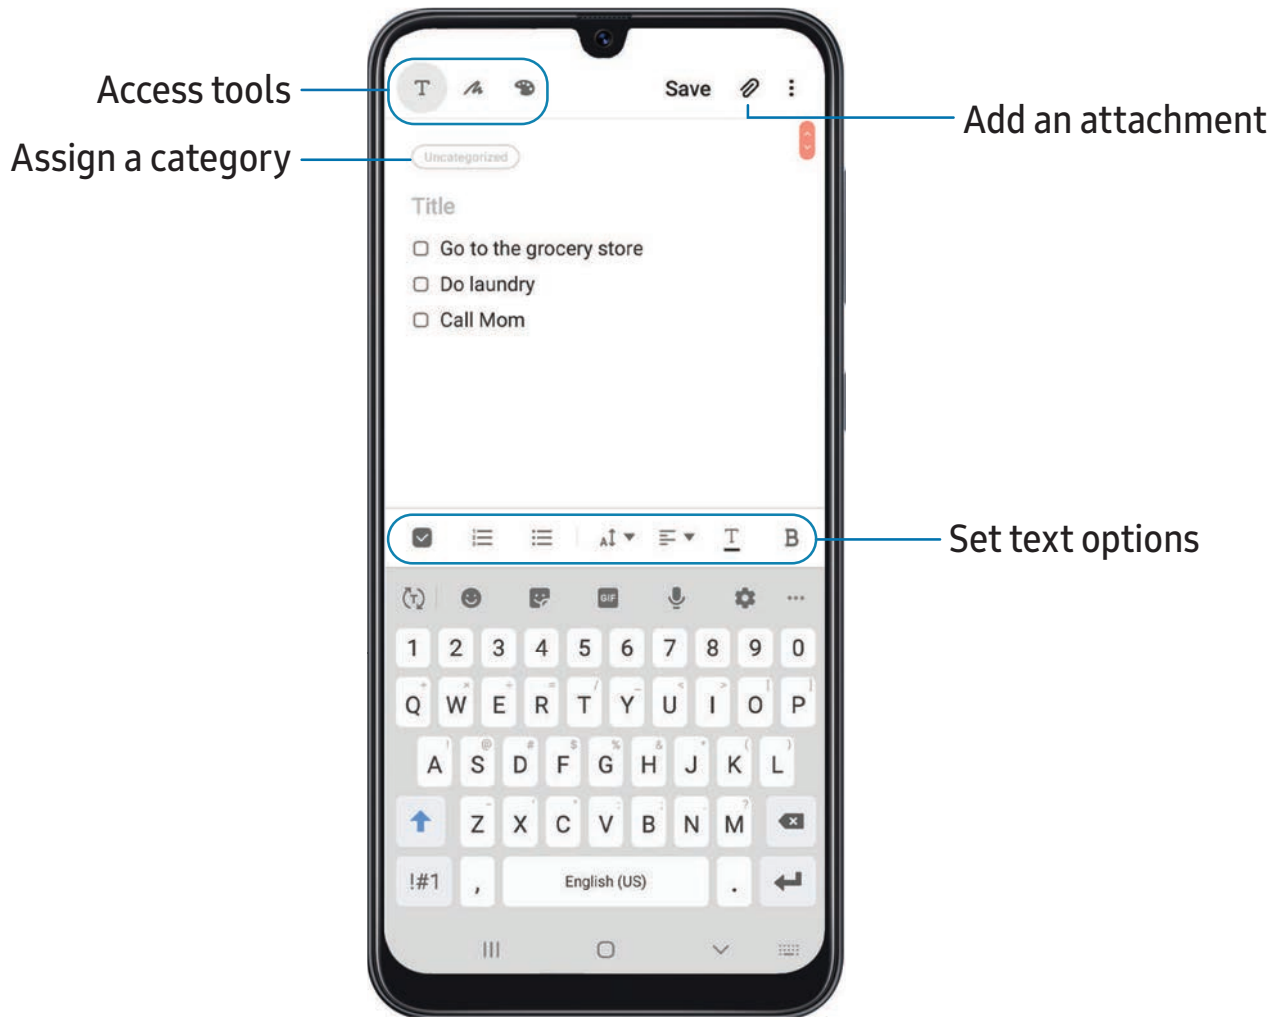 Access tools
T
Save
Add an attachment
Assign a category
Uncategorized
Title
Go to the grocery store
Do laundry
Call Mom
A T B
Set text options
T GIF
1 2 3 4 5 6 7 8 9 0
+ × ÷ = / _ < > [ ]
Q W E R T Y U I O P
! @ # $ % & * ( )
A S D F G H J K L
- ' " : ; , ?
Z X C V B N M
!#1 , English (US) .